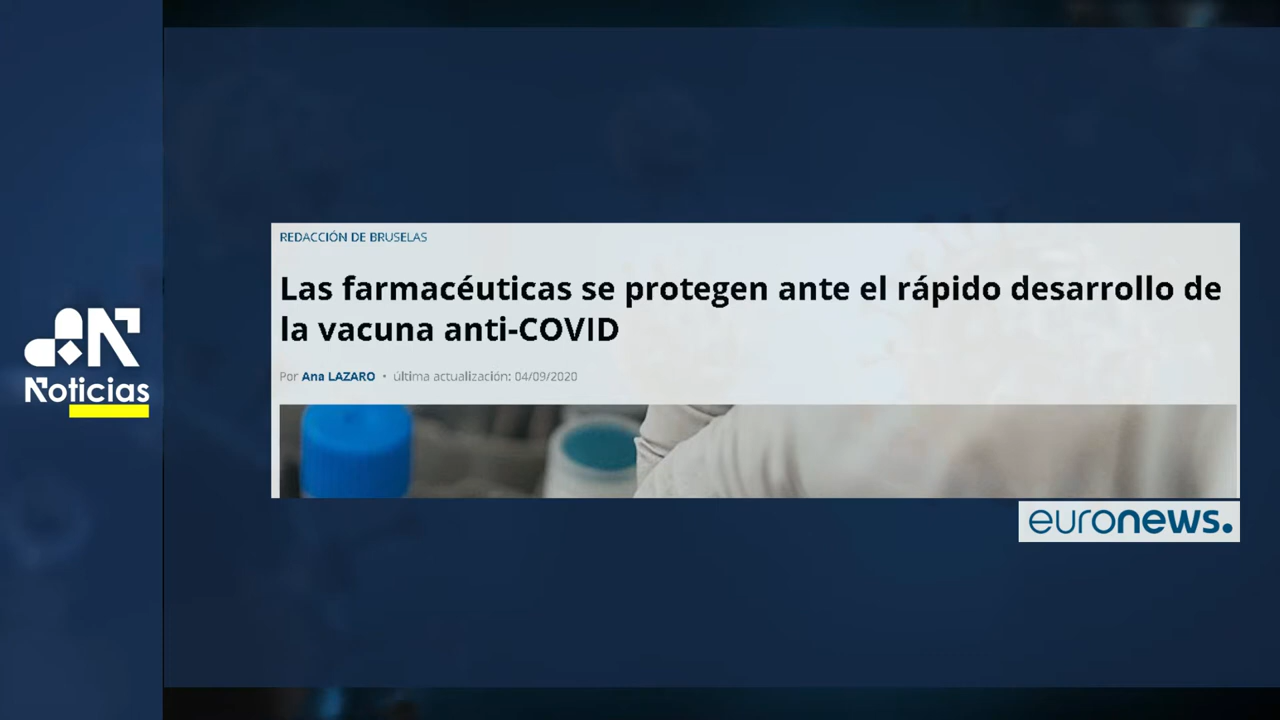 REDACCIÓN DE BRUSELAS
Las farmacéuticas se protegen ante el rápido desarrollo de
la vacuna anti-COVID
Por Ana LAZARO • última actualización: 04/09/2020
Noticias
euronews.